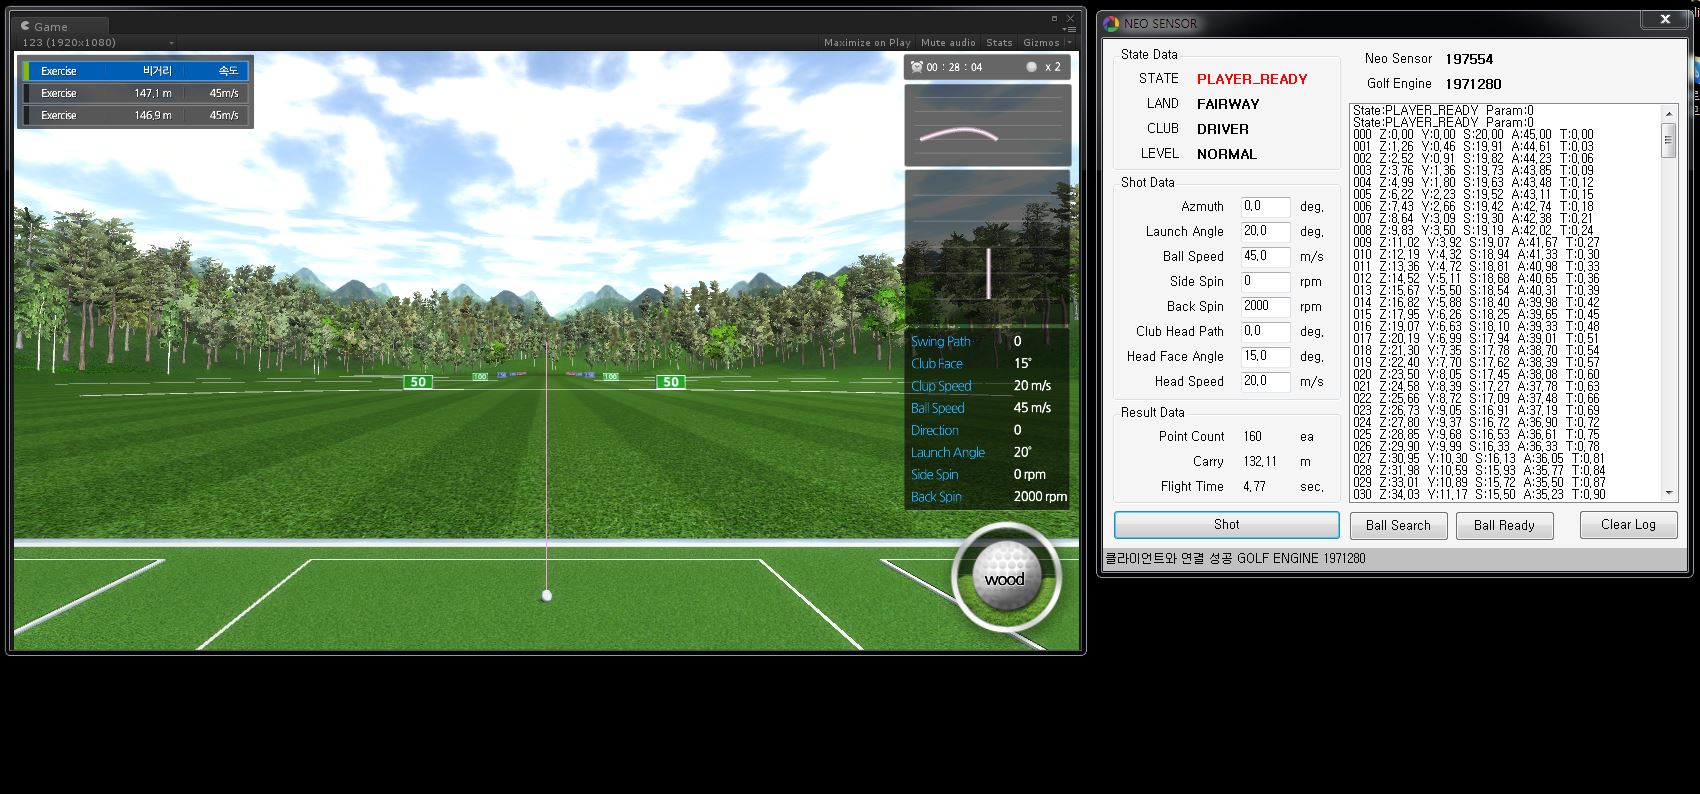 Game
123 (1920x1080)
Maximize on Play Mute audio Stats Gizmos
Exercise 비거리 속도
Exercise 147,1 m 45m/s
Exercise 146,9 m 45m/s
00 : 28 : 04 x 2
50 100 100 50
Swing Path 0
Club Face 15°
Clup Speed 20 m/s
Ball Speed 45 m/s
Direction 0
Launch Angle 20°
Side Spin 0 rpm
Back Spin 2000 rpm
wood
NEO SENSOR
State Data
STATE PLAYER_READY
LAND FAIRWAY
CLUB DRIVER
LEVEL NORMAL
Shot Data
Azmuth 0,0 deg,
Launch Angle 20,0 deg,
Ball Speed 45,0 m/s
Side Spin 0 rpm
Back Spin 2000 rpm
Club Head Path 0,0 deg,
Head Face Angle 15,0 deg,
Head Speed 20,0 m/s
Result Data
Point Count 160 ea
Carry 132,11 m
Flight Time 4,77 sec,
Shot
Neo Sensor 197554
Golf Engine 1971280
State:PLAYER_READY Param:0
State:PLAYER_READY Param:0
000 Z:0,00 Y:0,00 S:20,00 A:45,00 T:0,00
001 Z:1,26 Y:0,46 S:19,91 A:44,61 T:0,03
002 Z:2,52 Y:0,91 S:19,82 A:44,23 T:0,06
003 Z:3,76 Y:1,36 S:19,73 A:43,85 T:0,09
004 Z:4,99 Y:1,80 S:19,63 A:43,48 T:0,12
005 Z:6,22 Y:2,23 S:19,52 A:43,11 T:0,15
006 Z:7,43 Y:2,66 S:19,42 A:42,74 T:0,18
007 Z:8,64 Y:3,09 S:19,30 A:42,38 T:0,21
008 Z:9,83 Y:3,50 S:19,19 A:42,02 T:0,24
009 Z:11,02 Y:3,92 S:19,07 A:41,67 T:0,27
010 Z:12,19 Y:4,32 S:18,94 A:41,33 T:0,30
011 Z:13,36 Y:4,72 S:18,81 A:40,98 T:0,33
012 Z:14,52 Y:5,11 S:18,68 A:40,65 T:0,36
013 Z:15,67 Y:5,50 S:18,54 A:40,31 T:0,39
014 Z:16,82 Y:5,88 S:18,40 A:39,98 T:0,42
015 Z:17,95 Y:6,26 S:18,25 A:39,65 T:0,45
016 Z:19,07 Y:6,63 S:18,10 A:39,33 T:0,48
017 Z:20,19 Y:6,99 S:17,94 A:39,01 T:0,51
018 Z:21,30 Y:7,35 S:17,78 A:38,70 T:0,54
019 Z:22,40 Y:7,70 S:17,62 A:38,39 T:0,57
020 Z:23,50 Y:8,05 S:17,45 A:38,08 T:0,60
021 Z:24,58 Y:8,39 S:17,27 A:37,78 T:0,63
022 Z:25,66 Y:8,72 S:17,09 A:37,48 T:0,66
023 Z:26,73 Y:9,05 S:16,91 A:37,19 T:0,69
024 Z:27,80 Y:9,37 S:16,72 A:36,90 T:0,72
025 Z:28,85 Y:9,68 S:16,53 A:36,61 T:0,75
026 Z:29,90 Y:9,99 S:16,33 A:36,33 T:0,78
027 Z:30,95 Y:10,30 S:16,13 A:36,05 T:0,81
028 Z:31,98 Y:10,59 S:15,93 A:35,77 T:0,84
029 Z:33,01 Y:10,89 S:15,72 A:35,50 T:0,87
030 Z:34,03 Y:11,17 S:15,50 A:35,23 T:0,90
Ball Search Ball Ready Clear Log
클라이언트와 연결 성공 GOLF ENGINE 1971280